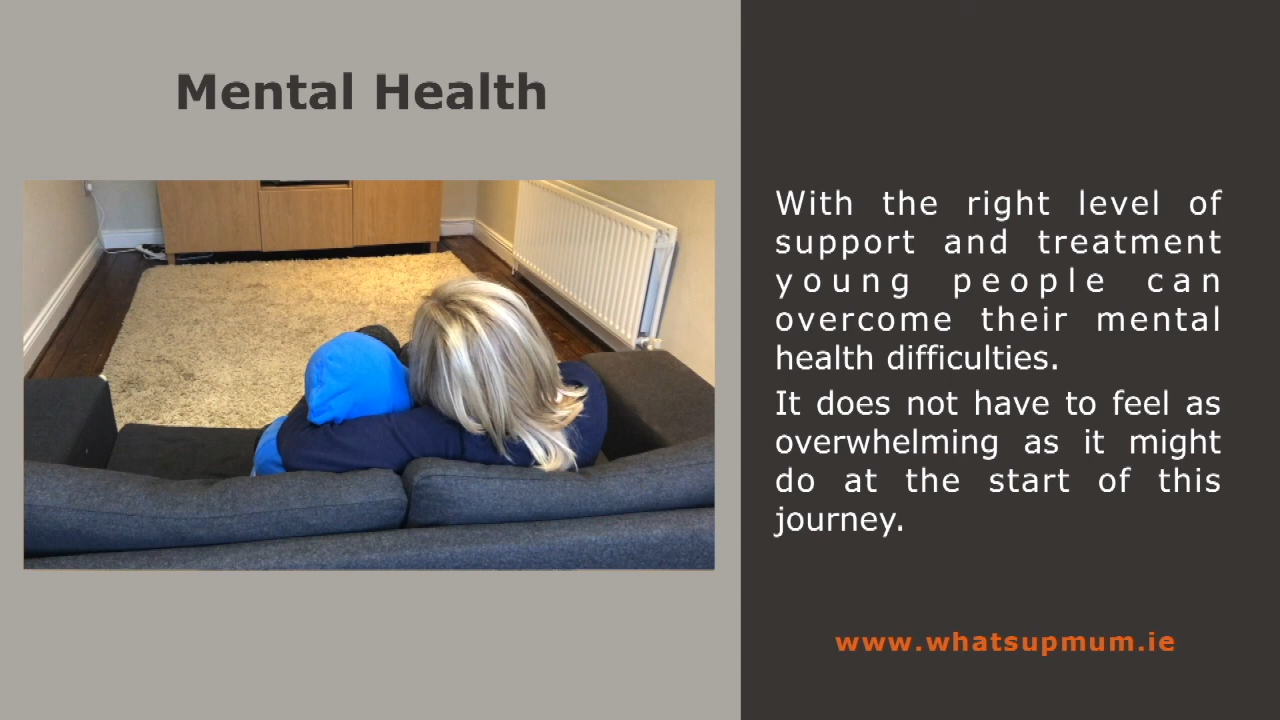 Mental Health
With the right level of
support and treatment
young people can
overcome their mental
health difficulties.
It does not have to feel as
overwhelming as it might
do at the start of this
journey.
www.whatsupmum.ie